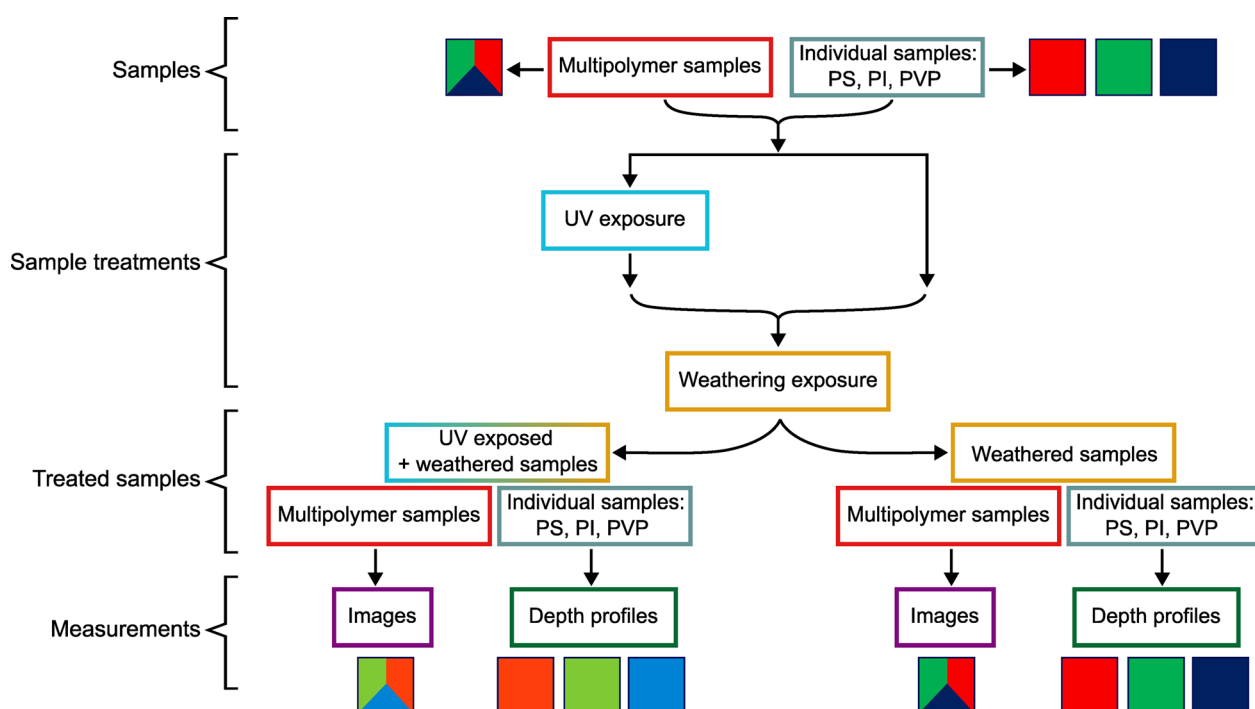 Samples
Multipolymer samples
Individual samples:
PS, PI, PVP
Sample treatments
UV exposure
Weathering exposure
Treated samples
UV exposed
+ weathered samples
Weathered samples
Multipolymer samples
Individual samples:
PS, PI, PVP
Multipolymer samples
Individual samples:
PS, PI, PVP
Measurements
Images
Depth profiles
Images
Depth profiles